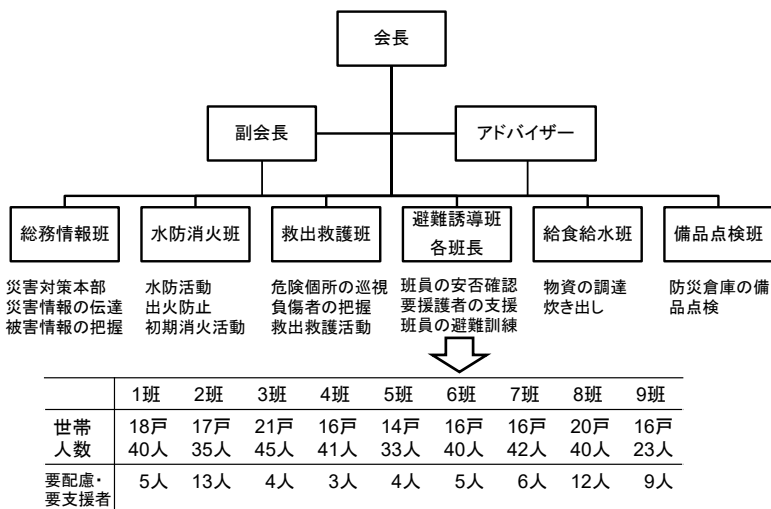 会長
副会長
アドバイザー
総務情報班
水防消火班
救出救護班
避難誘導班
各班長
給食給水班
備品点検班
災害対策本部
災害情報の伝達
被害情報の把握
水防活動
出火防止
初期消火活動
危険個所の巡視
負傷者の把握
救出救護活動
班員の安否確認
要援護者の支援
班員の避難訓練
物資の調達
炊き出し
防災倉庫の備
品点検
1班 2班 3班 4班 5班 6班 7班 8班 9班
世帯 18戸 17戸 21戸 16戸 14戸 16戸 16戸 20戸 16戸
人数 40人 35人 45人 41人 33人 40人 42人 40人 23人
要配慮・
要支援者 5人 13人 4人 3人 4人 5人 6人 12人 9人